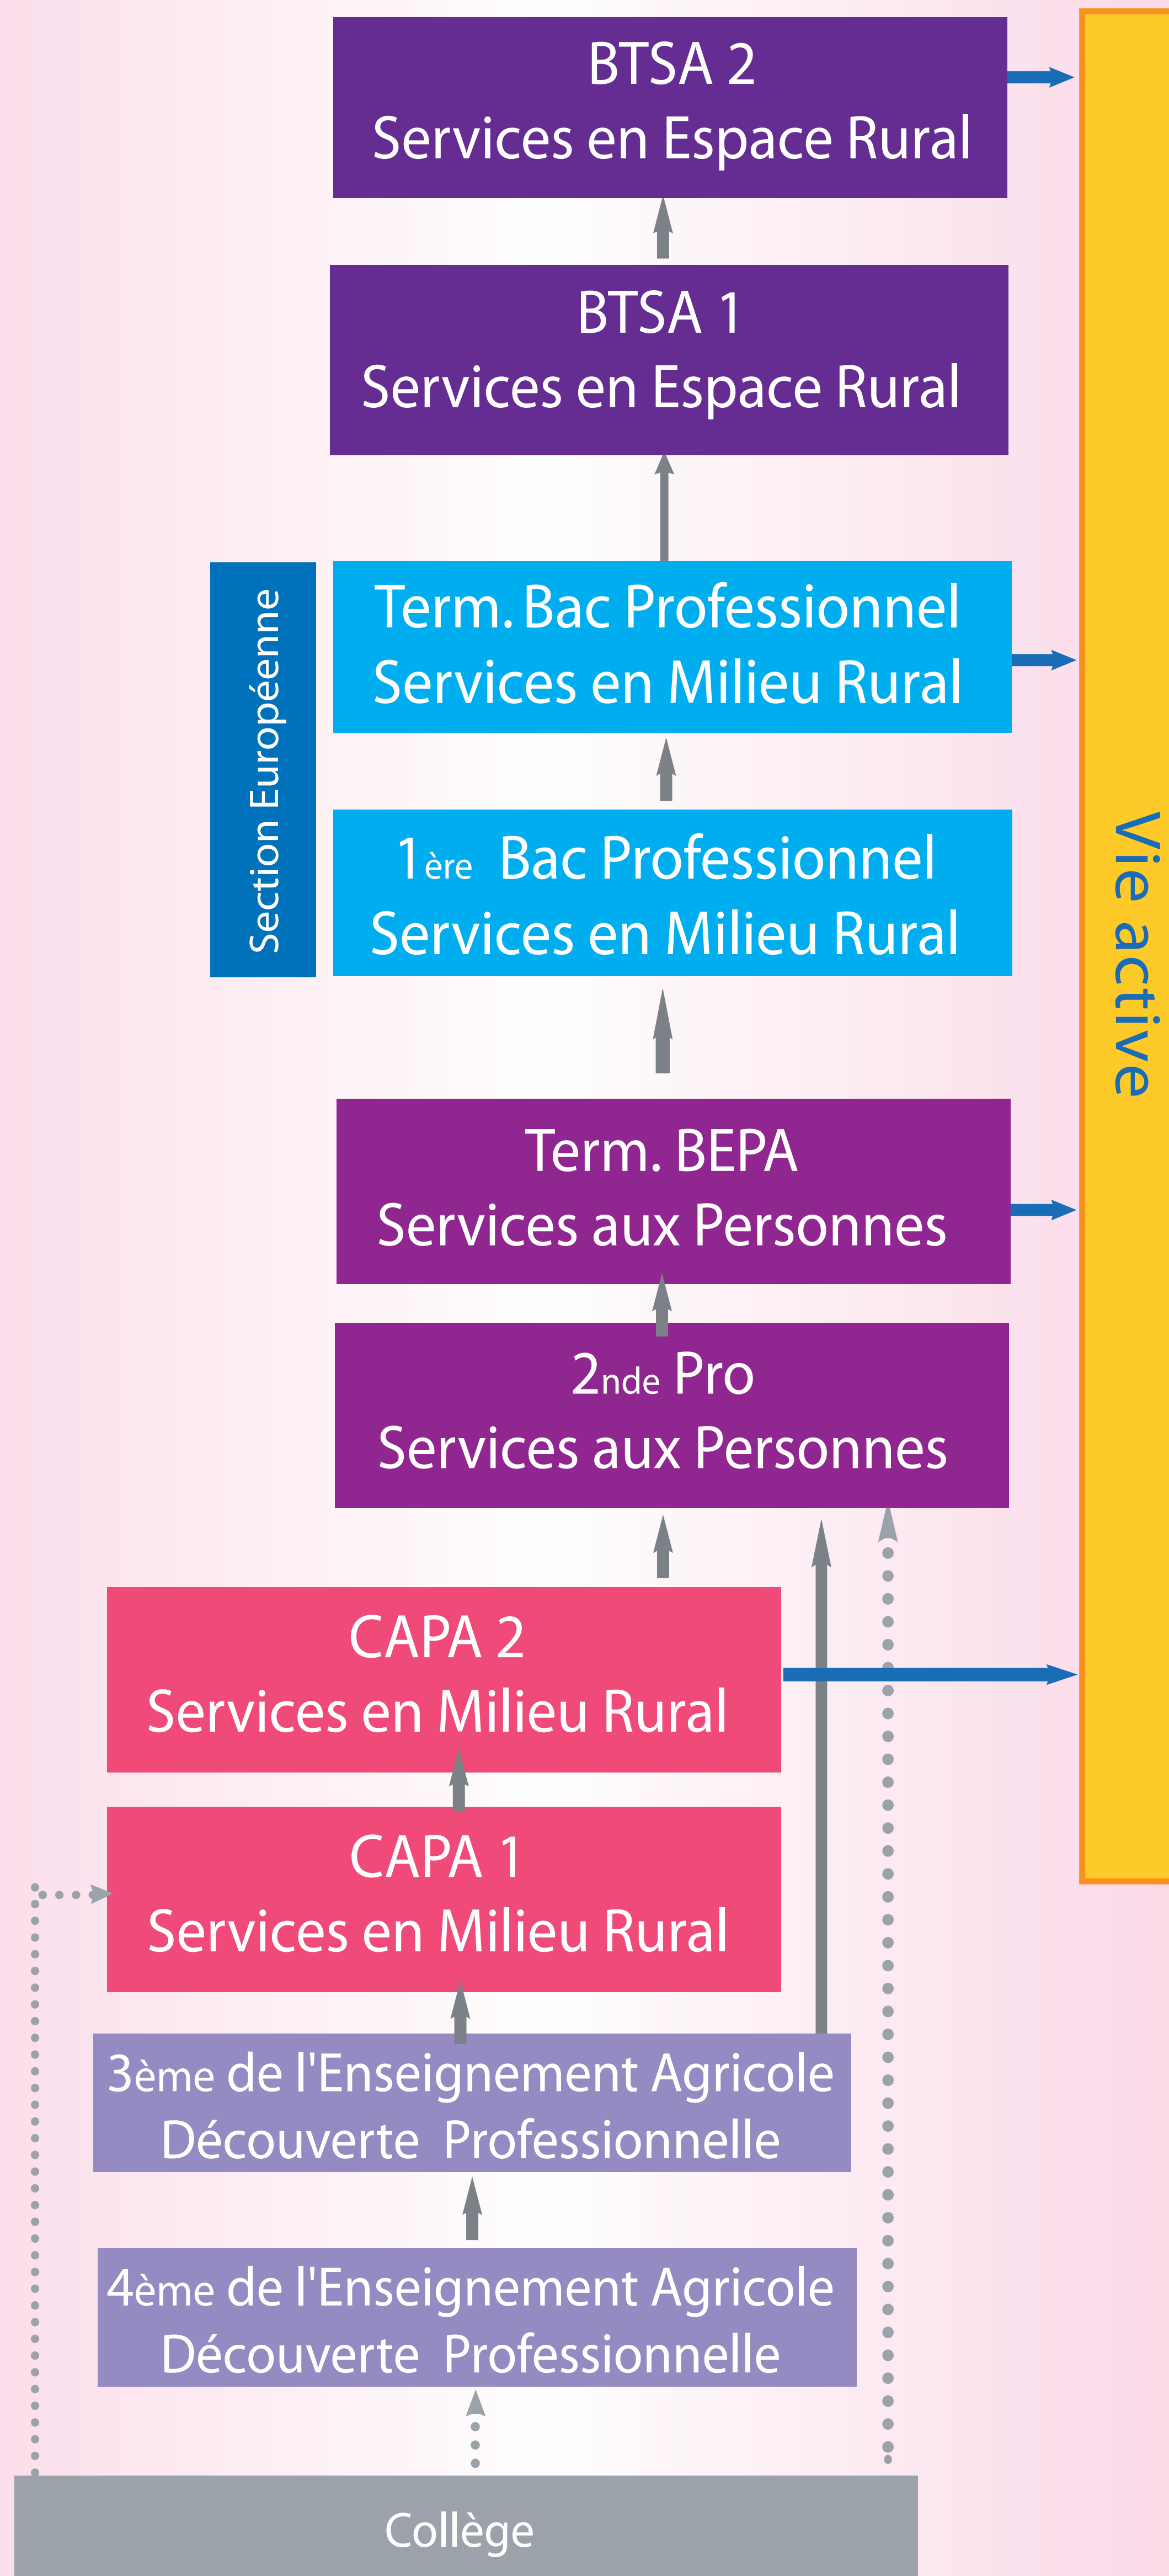 BTSA 2
Services en Espace Rural
BTSA 1
Services en Espace Rural
Section Européenne
Term. Bac Professionnel
Services en Milieu Rural
1ère Bac Professionnel
Services en Milieu Rural
Vie active
Term. BEPA
Services aux Personnes
2nde Pro
Services aux Personnes
CAPA 2
Services en Milieu Rural
CAPA 1
Services en Milieu Rural
3ème de l'Enseignement Agricole
Découverte Professionnelle
4ème de l'Enseignement Agricole
Découverte Professionnelle
Collège